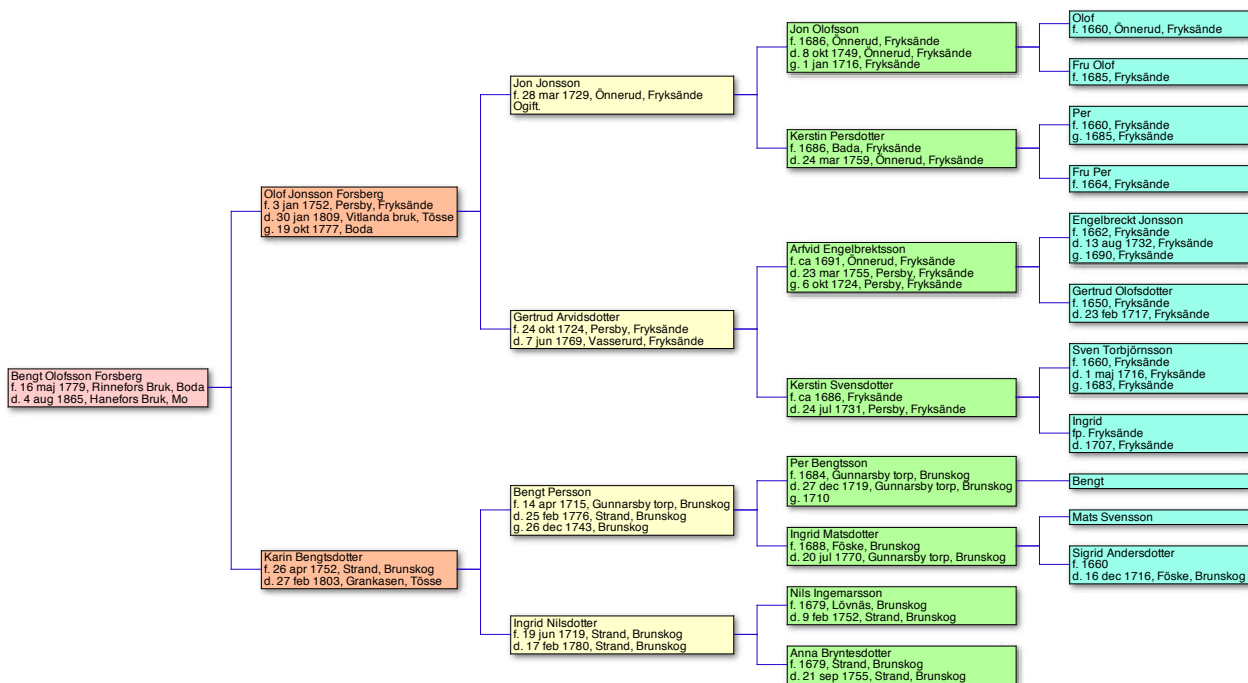 Bengt Olofsson Forsberg
f. 16 maj 1779, Rinnefors Bruk, Boda
d. 4 aug 1865, Hanefors Bruk, Mo
Olof Jonsson Forsberg
f. 3 jan 1752, Persby, Fryksände
d. 30 jan 1809, Vitlanda bruk, Tösse
g. 19 okt 1777, Boda
Karin Bengtsdotter
f. 26 apr 1752, Strand, Brunskog
d. 27 feb 1803, Grankasen, Tösse
Jon Jonsson
f. 28 mar 1729, Önnerud, Fryksände
Ogift.
Gertrud Arvidsdotter
f. 24 okt 1724, Persby, Fryksände
d. 7 jun 1769, Vasserurd, Fryksände
Bengt Persson
f. 14 apr 1715, Gunnarsby torp, Brunskog
d. 25 feb 1776, Strand, Brunskog
g. 26 dec 1743, Brunskog
Ingrid Nilsdotter
f. 19 jun 1719, Strand, Brunskog
d. 17 feb 1780, Strand, Brunskog
Jon Olofsson
f. 1686, Önnerud, Fryksände
d. 8 okt 1749, Önnerud, Fryksände
g. 1 jan 1716, Fryksände
Kerstin Persdotter
f. 1686, Bada, Fryksände
d. 24 mar 1759, Önnerud, Fryksände
Arfvid Engelbrektsson
f. ca 1691, Önnerud, Fryksände
d. 23 mar 1755, Persby, Fryksände
g. 6 okt 1724, Persby, Fryksände
Kerstin Svensdotter
f. ca 1686, Fryksände
d. 24 jul 1731, Persby, Fryksände
Per Bengtsson
f. 1684, Gunnarsby torp, Brunskog
d. 27 dec 1719, Gunnarsby torp, Brunskog
g. 1710
Ingrid Matsdotter
f. 1688, Föske, Brunskog
d. 20 jul 1770, Gunnarsby torp, Brunskog
Nils Ingemarsson
f. 1679, Lövnäs, Brunskog
d. 9 feb 1752, Strand, Brunskog
Anna Bryntesdotter
f. 1679, Strand, Brunskog
d. 21 sep 1755, Strand, Brunskog
Olof
f. 1660, Önnerud, Fryksände
Fru Olof
f. 1685, Fryksände
Per
f. 1660, Fryksände
g. 1685, Fryksände
Fru Per
f. 1664, Fryksände
Engelbreckt Jonsson
f. 1662, Fryksände
d. 13 aug 1732, Fryksände
g. 1690, Fryksände
Gertrud Olofsdotter
f. 1650, Fryksände
d. 23 feb 1717, Fryksände
Sven Torbjörnsson
f. 1660, Fryksände
d. 1 maj 1716, Fryksände
g. 1683, Fryksände
Ingrid
fp. Fryksände
d. 1707, Fryksände
Bengt
Mats Svensson
Sigrid Andersdotter
f. 1660
d. 16 dec 1716, Föske, Brunskog